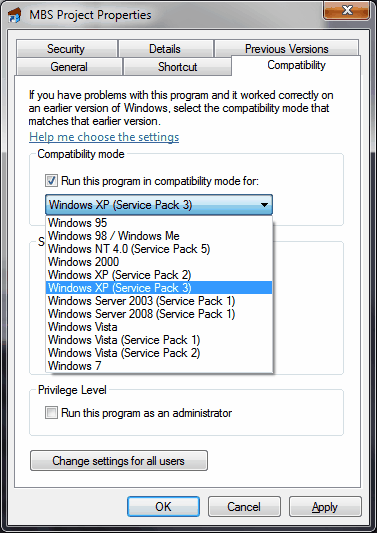 MBS Project Properties
Security Details Previous Versions
General Shortcut Compatibility
If you have problems with this program and it worked correctly on
an earlier version of Windows, select the compatibility mode that
matches that earlier version.
Help me choose the settings
Compatibility mode
Run this program in compatibility mode for:
Windows XP (Service Pack 3)
Windows 95
Windows 98 / Windows Me
Windows NT 4.0 (Service Pack 5)
Windows 2000
Windows XP (Service Pack 2)
Windows XP (Service Pack 3)
Windows Server 2003 (Service Pack 1)
Windows Server 2008 (Service Pack 1)
Windows Vista
Windows Vista (Service Pack 1)
Windows Vista (Service Pack 2)
Windows 7
Privilege Level
Run this program as an administrator
Change settings for all users
OK Cancel Apply